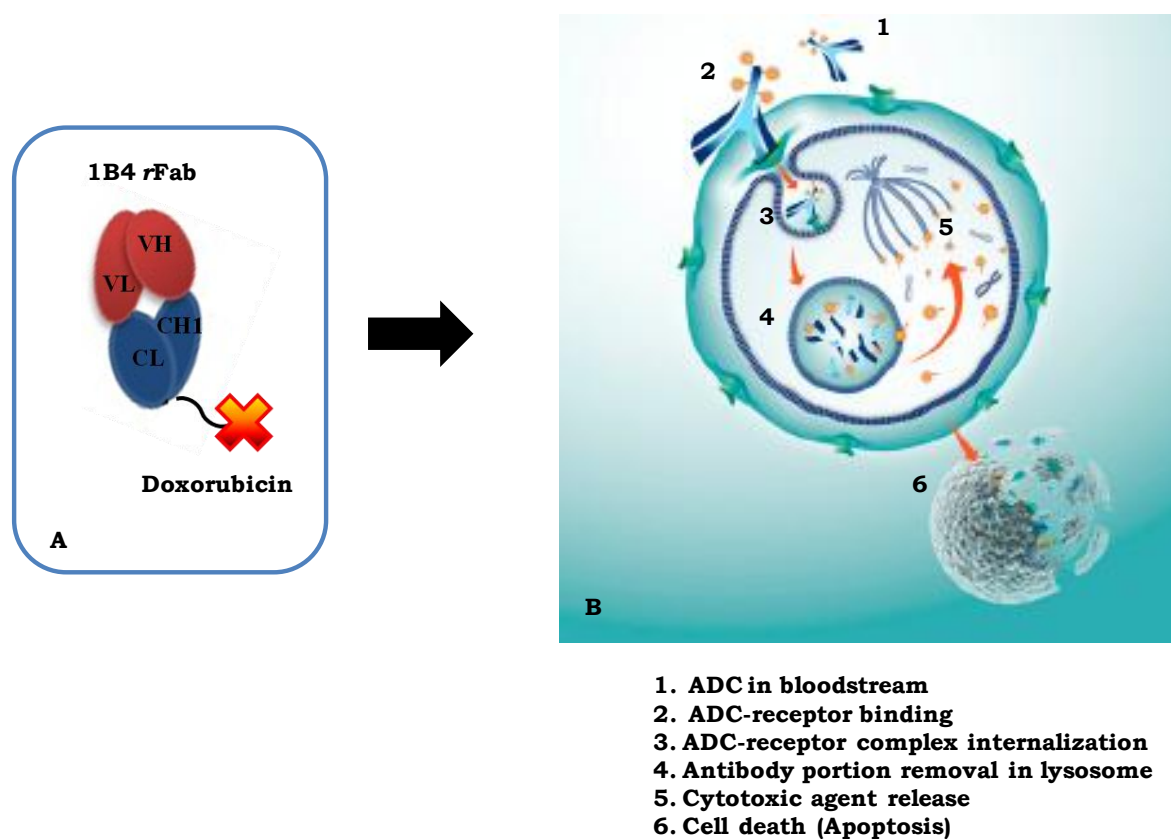 1B4 rFab
VH
VL
CH1
CL
Doxorubicin
A
1
2
3
5
4
6
B
1. ADC in bloodstream
2. ADC-receptor binding
3. ADC-receptor complex internalization
4. Antibody portion removal in lysosome
5. Cytotoxic agent release
6. Cell death (Apoptosis)